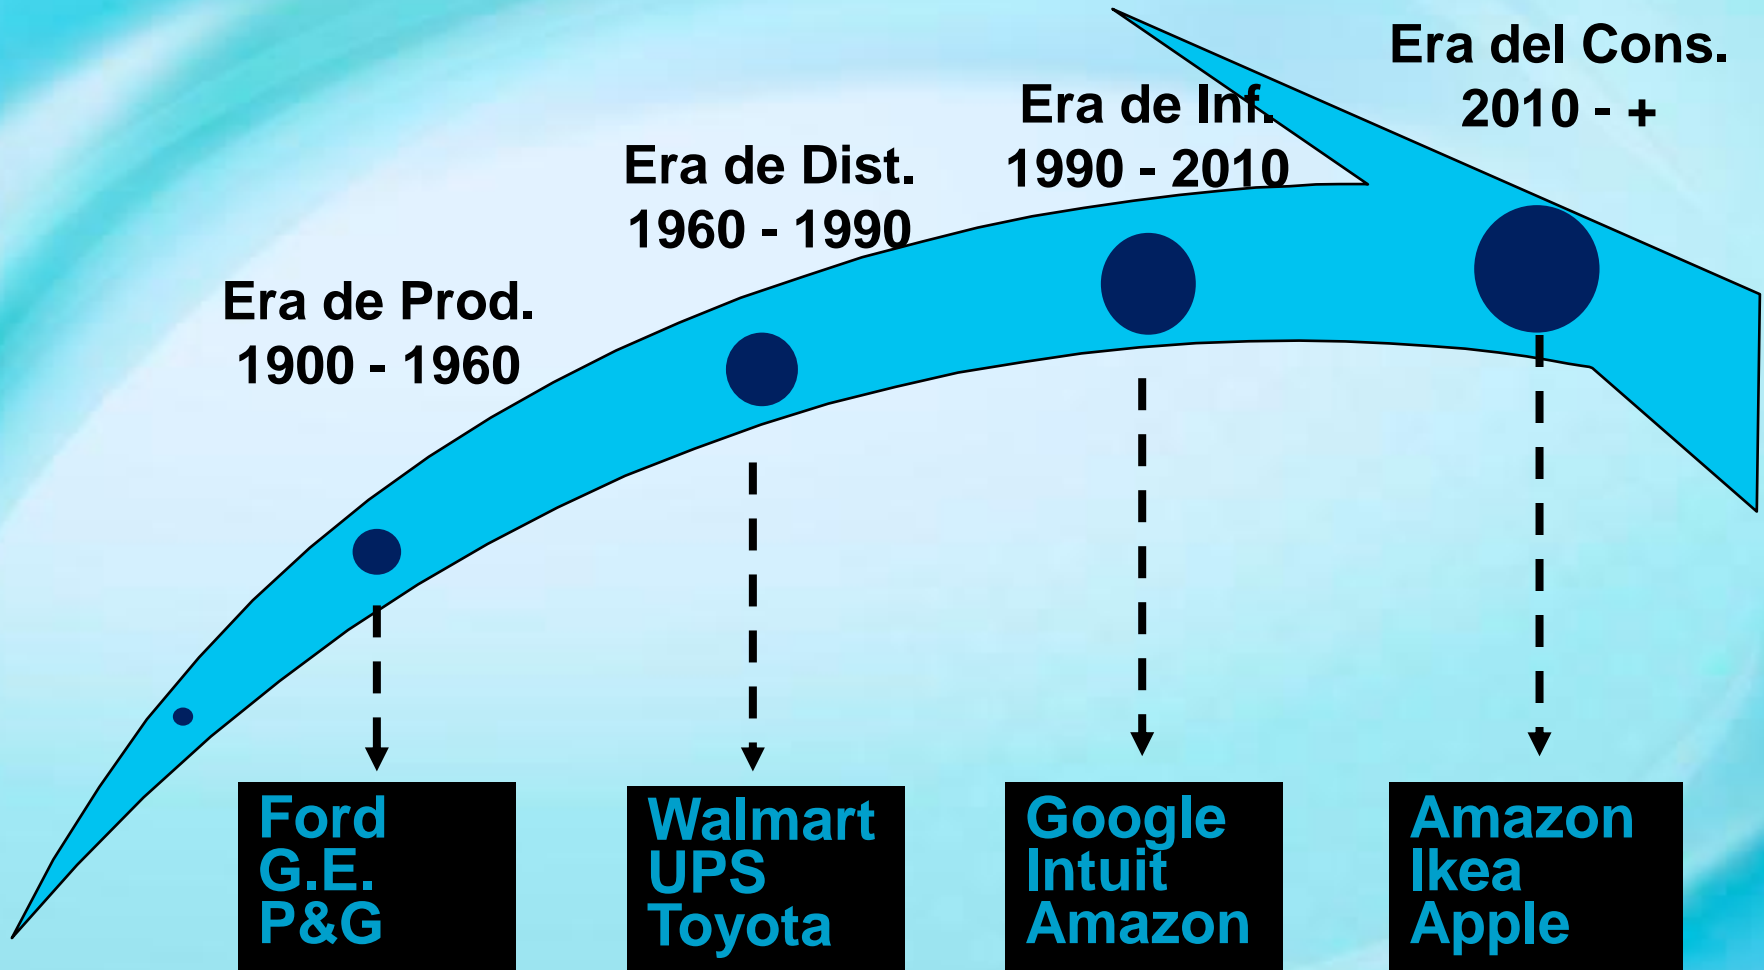 Era de Prod.
1900 - 1960
Era de Dist.
1960 - 1990
Era de Inf.
1990 - 2010
Era del Cons.
2010 - +
Ford
G.E.
P&G
Walmart
UPS
Toyota
Google
Intuit
Amazon
Amazon
Ikea
Apple